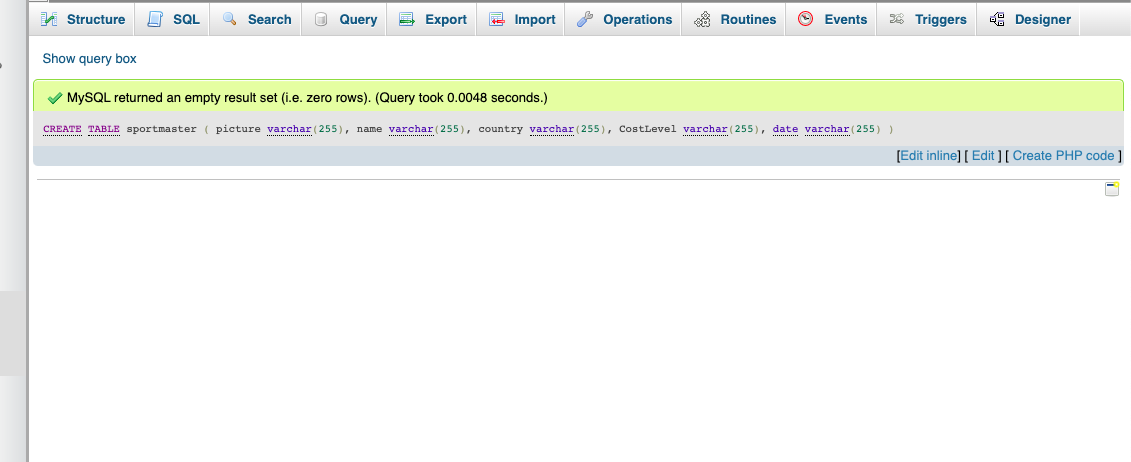 Structure SQL Search Query Export Import Operations Routines Events Triggers Designer
Show query box
MySQL returned an empty result set (i.e. zero rows). (Query took 0.0048 seconds.)
CREATE TABLE sportmaster ( picture varchar(255), name varchar(255), country varchar(255), CostLevel varchar(255), date varchar(255) )
[Edit inline] [ Edit ] [ Create PHP code ]